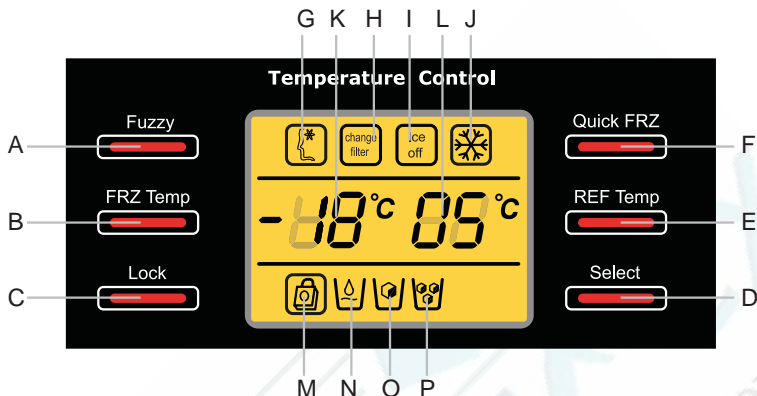 G K H I L J
Temperature Control
Fuzzy
Quick FRZ
A
change
filter
ice
off
F
FRZ Temp
REF Temp
B
-18°C 05°C
E
Lock
Select
C
D
M N O P